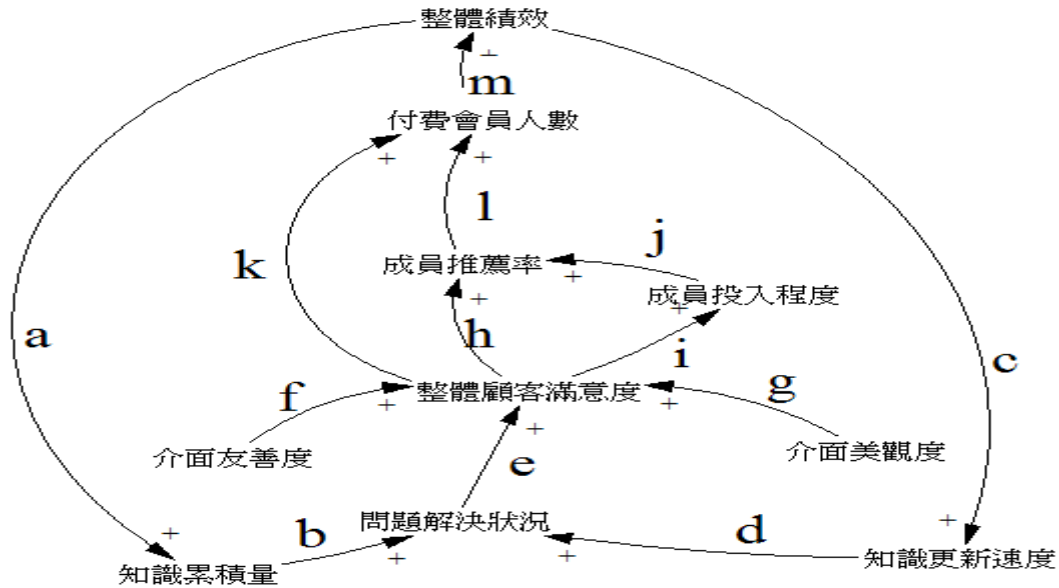 整體績效
+
m
付費會員人數
+
+
l
k
j
成員推薦率
+
成員投入程度
+
+
h
a
i
c
f
g
整體顧客滿意度
+
+
+
介面友善度
介面美觀度
e
問題解決狀況
+
+
b
d
+
+
知識累積量
知識更新速度